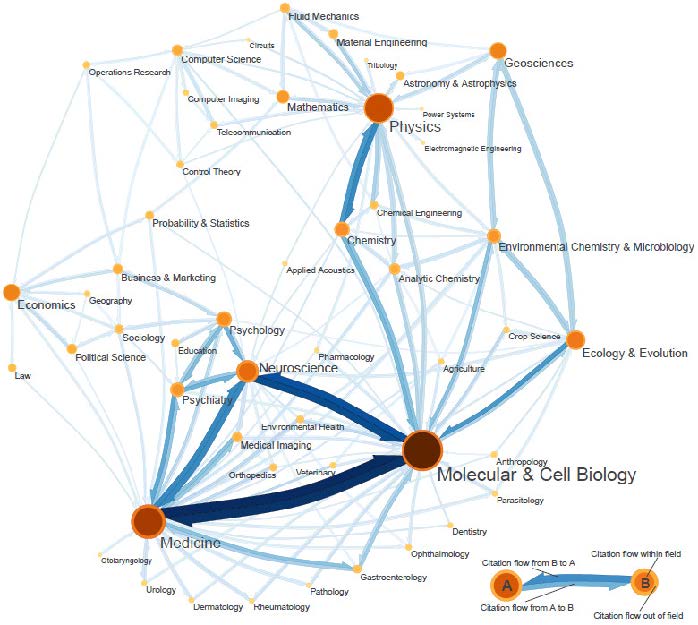 Fluid Mechanics
Circuits
Material Engineering
Computer Science
Tribology
Geosciences
Operations Research
Astronomy & Astrophysics
Computer Imaging
Mathematics
Power Systems
Physics
Telecommunication
Electromagnetic Engineering
Control Theory
Chemical Engineering
Probability & Statistics
Chemistry
Environmental Chemistry & Microbiology
Applied Acoustics
Business & Marketing
Analytic Chemistry
Geography
Economics
Psychology
Sociology
Crop Science
Education
Political Science
Pharmacology
Ecology & Evolution
Neuroscience
Agriculture
Law
Psychiatry
Environmental Health
Medical Imaging
Anthropology
Orthopedics
Veterinary
Molecular & Cell Biology
Parasitology
Dentistry
Medicine
Ophthalmology
Otolaryngology
Gastroenterology
Urology
Pathology
Dermatology
Rheumatology
Citation flow from B to A
Citation flow within field
A
B
Citation flow from A to B
Citation flow out of field